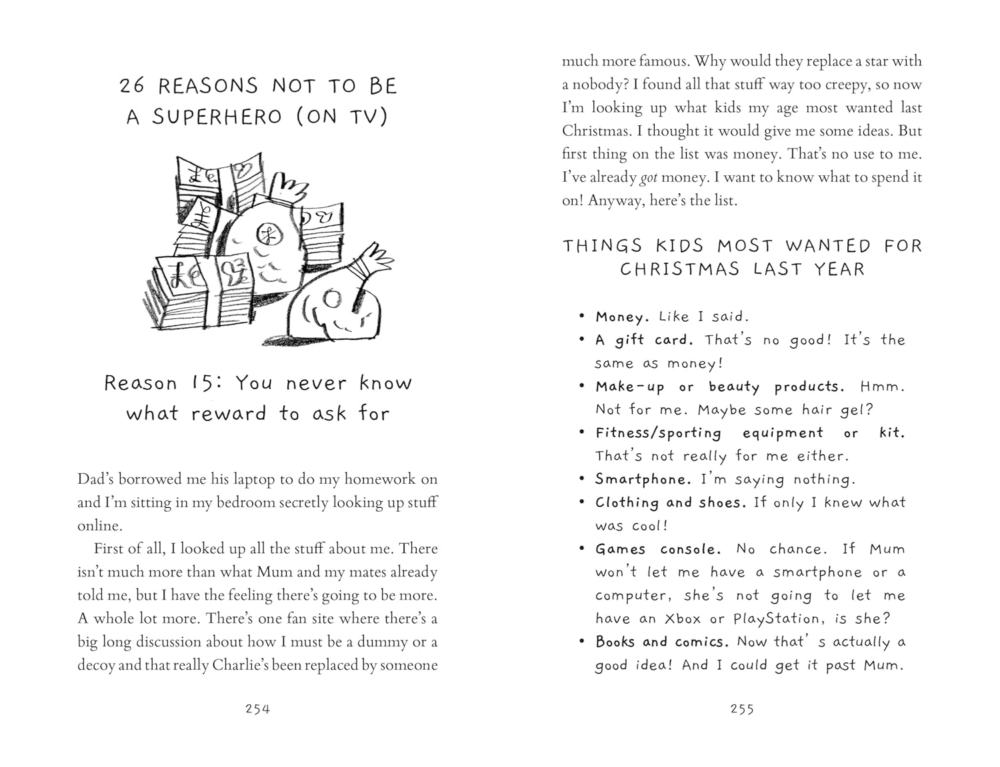 26 REASONS NOT TO BE
A SUPERHERO (ON TV)
Reason 15: You never know
what reward to ask for
Dad's borrowed me his laptop to do my homework on
and I'm sitting in my bedroom secretly looking up stuff
online.
First of all, I looked up all the stuff about me. There
isn't much more than what Mum and my mates already
told me, but I have the feeling there's going to be more.
A whole lot more. There's one fan site where there's a
big long discussion about how I must be a dummy or a
decoy and that really Charlie's been replaced by someone
254
much more famous. Why would they replace a star with
a nobody? I found all that stuff way too creepy, so now
I'm looking up what kids my age most wanted last
Christmas. I thought it would give me some ideas. But
first thing on the list was money. That's no use to me.
I've already got money. I want to know what to spend it
on! Anyway, here's the list.
THINGS KIDS MOST WANTED FOR
CHRISTMAS LAST YEAR
• Money. Like I said.
• A gift card. That's no good! It's the
same as money!
• Make-up or beauty products. Hmm.
Not for me. Maybe some hair gel?
• Fitness/sporting equipment or kit.
That's not really for me either.
• Smartphone. I'm saying nothing.
• Clothing and shoes. If only I knew what
was cool!
• Games console. No chance. If Mum
won't let me have a smartphone or a
computer, she's not going to let me
have an Xbox or PlayStation, is she?
• Books and comics. Now that' s actually a
good idea! And I could get it past Mum.
255